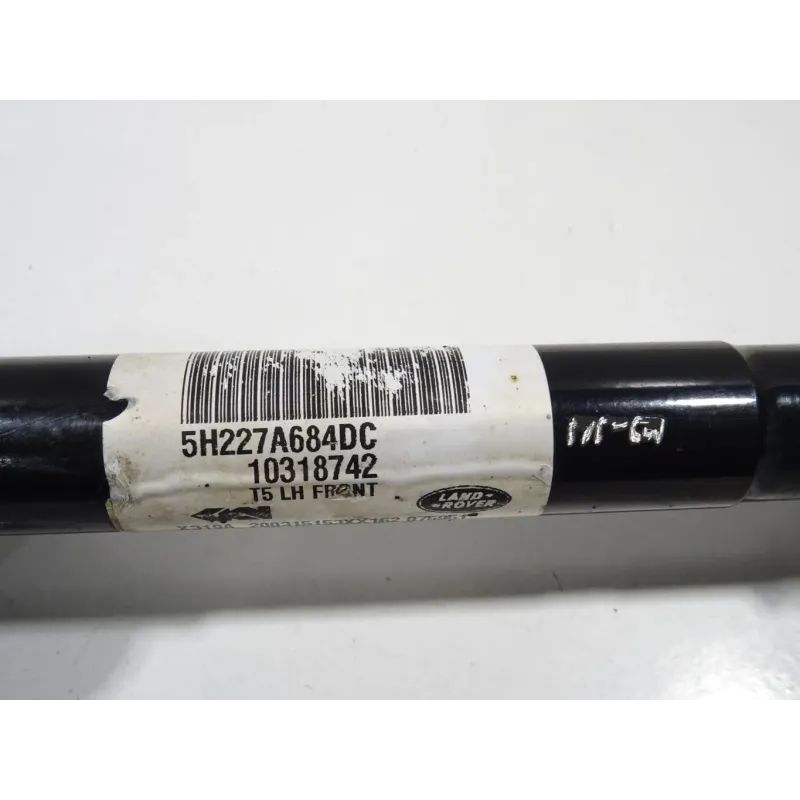 5H227A684DC
10318742
T5 LH FRONT
LAND-
-ROVER